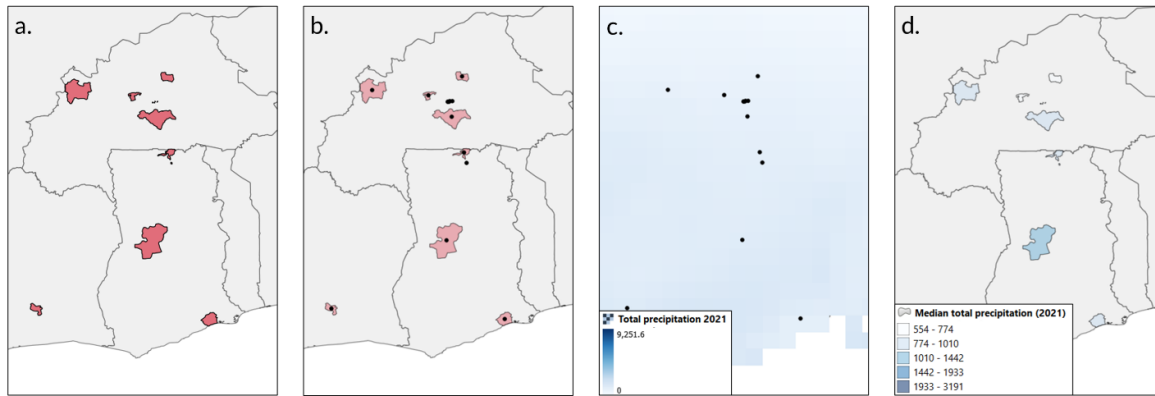 a.
b.
c.
d.
Total precipitation 2021
9,251.6
0
Median total precipitation (2021)
554 - 774
774 - 1010
1010 - 1442
1442 - 1933
1933 - 3191